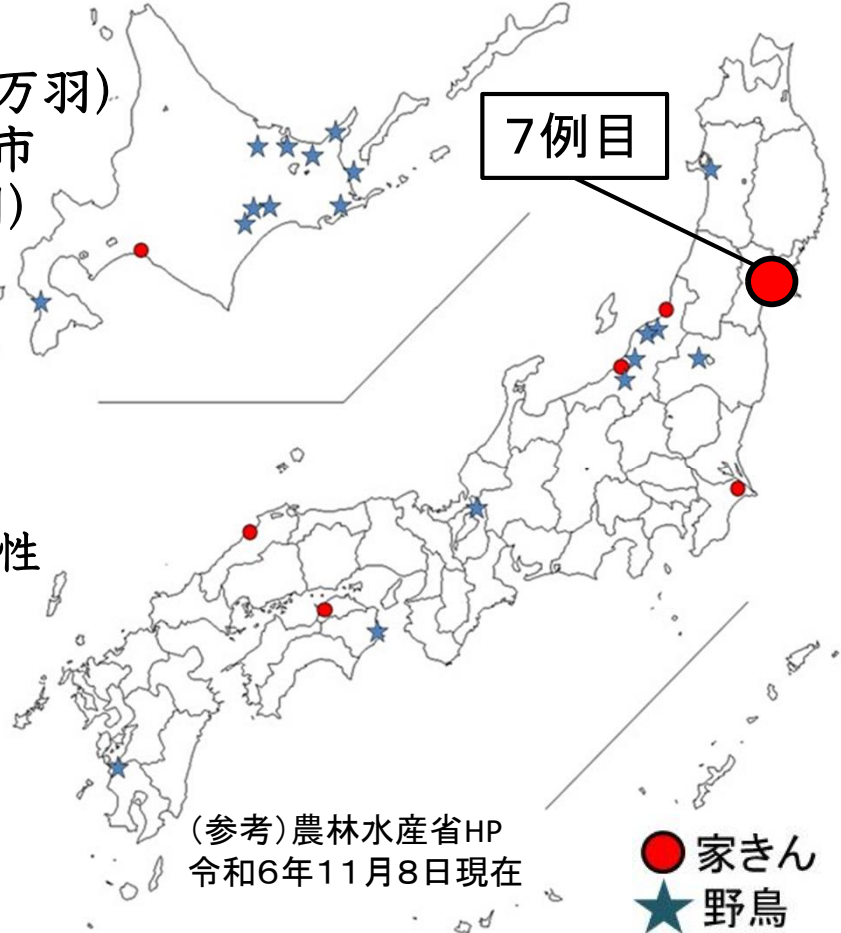 万羽)
市
)
7例目
性
(参考)農林水産省HP
令和6年11月8日現在
家きん
野鳥